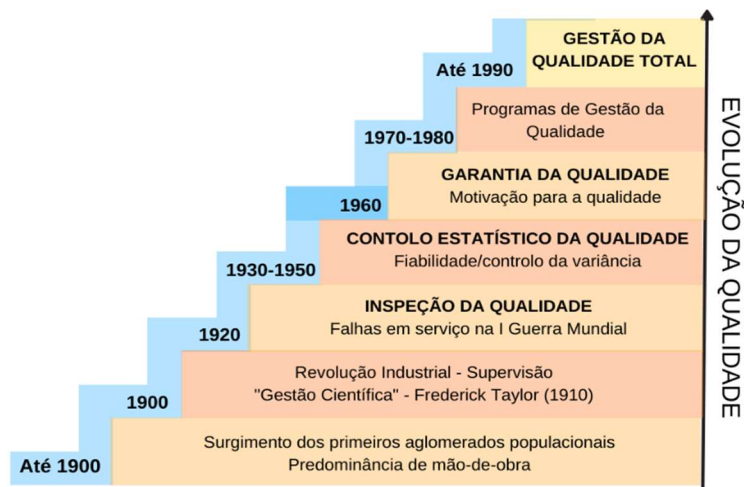 GESTÃO DA
QUALIDADE TOTAL
Até 1990
Programas de Gestão da
Qualidade
1970-1980
GARANTIA DA QUALIDADE
Motivação para a qualidade
1960
CONTOLO ESTATÍSTICO DA QUALIDADE
Fiabilidade/controlo da variância
1930-1950
INSPEÇÃO DA QUALIDADE
Falhas em serviço na I Guerra Mundial
1920
Revolução Industrial - Supervisão
"Gestão Científica" - Frederick Taylor (1910)
1900
Surgimento dos primeiros aglomerados populacionais
Predominância de mão-de-obra
Até 1900
EVOLUÇÃO DA QUALIDADE